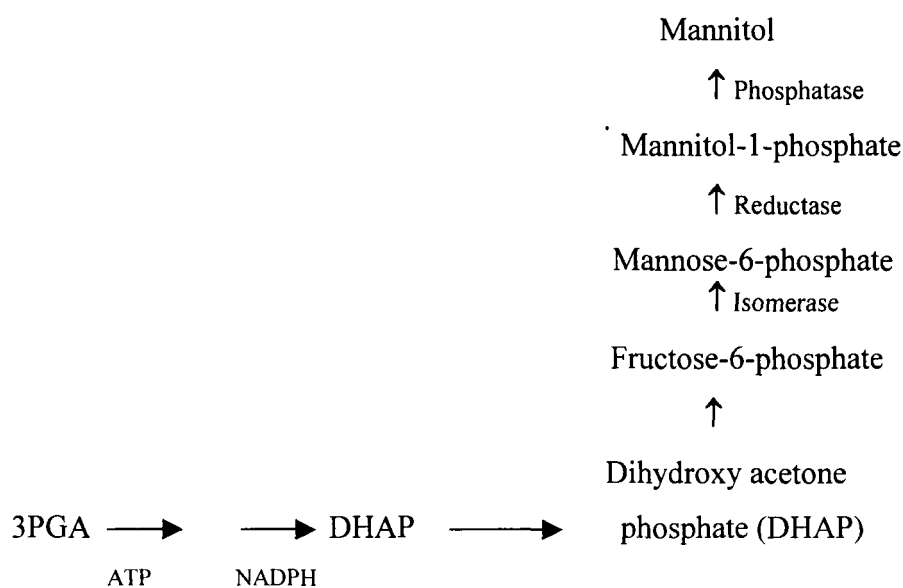 Mannitol
↑ Phosphatase
Mannitol-1-phosphate
↑ Reductase
Mannose-6-phosphate
↑ Isomerase
Fructose-6-phosphate
↑
Dihydroxy acetone
3PGA → → DHAP → phosphate (DHAP)
ATP NADPH